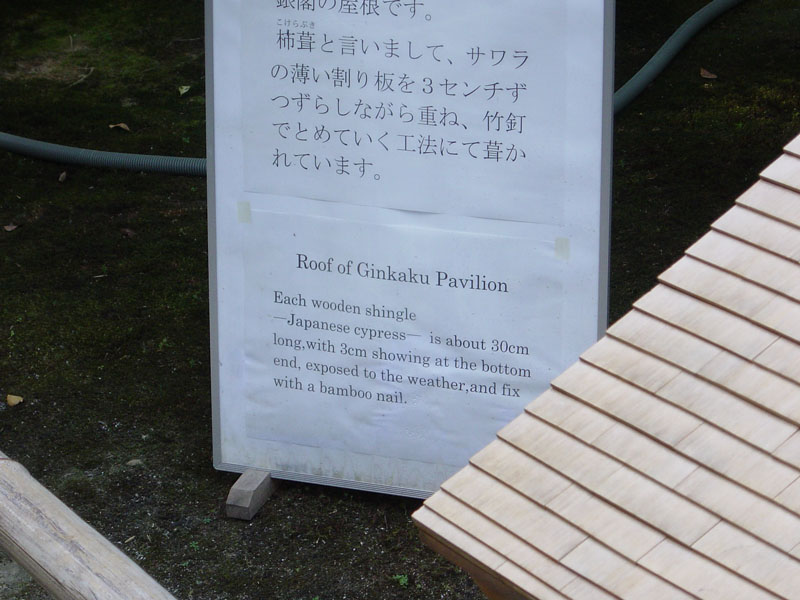 銀閣の屋根です。
こけらぶき
柿葺と言いまして、サワラ
の薄い割り板を３センチず
つずらしながら重ね、竹釘
でとめていく工法にて葺か
れています。
Roof of Ginkaku Pavilion
Each wooden shingle
—Japanese cypress— is about 30cm
long,with 3cm showing at the bottom
end, exposed to the weather,and fix
with a bamboo nail.